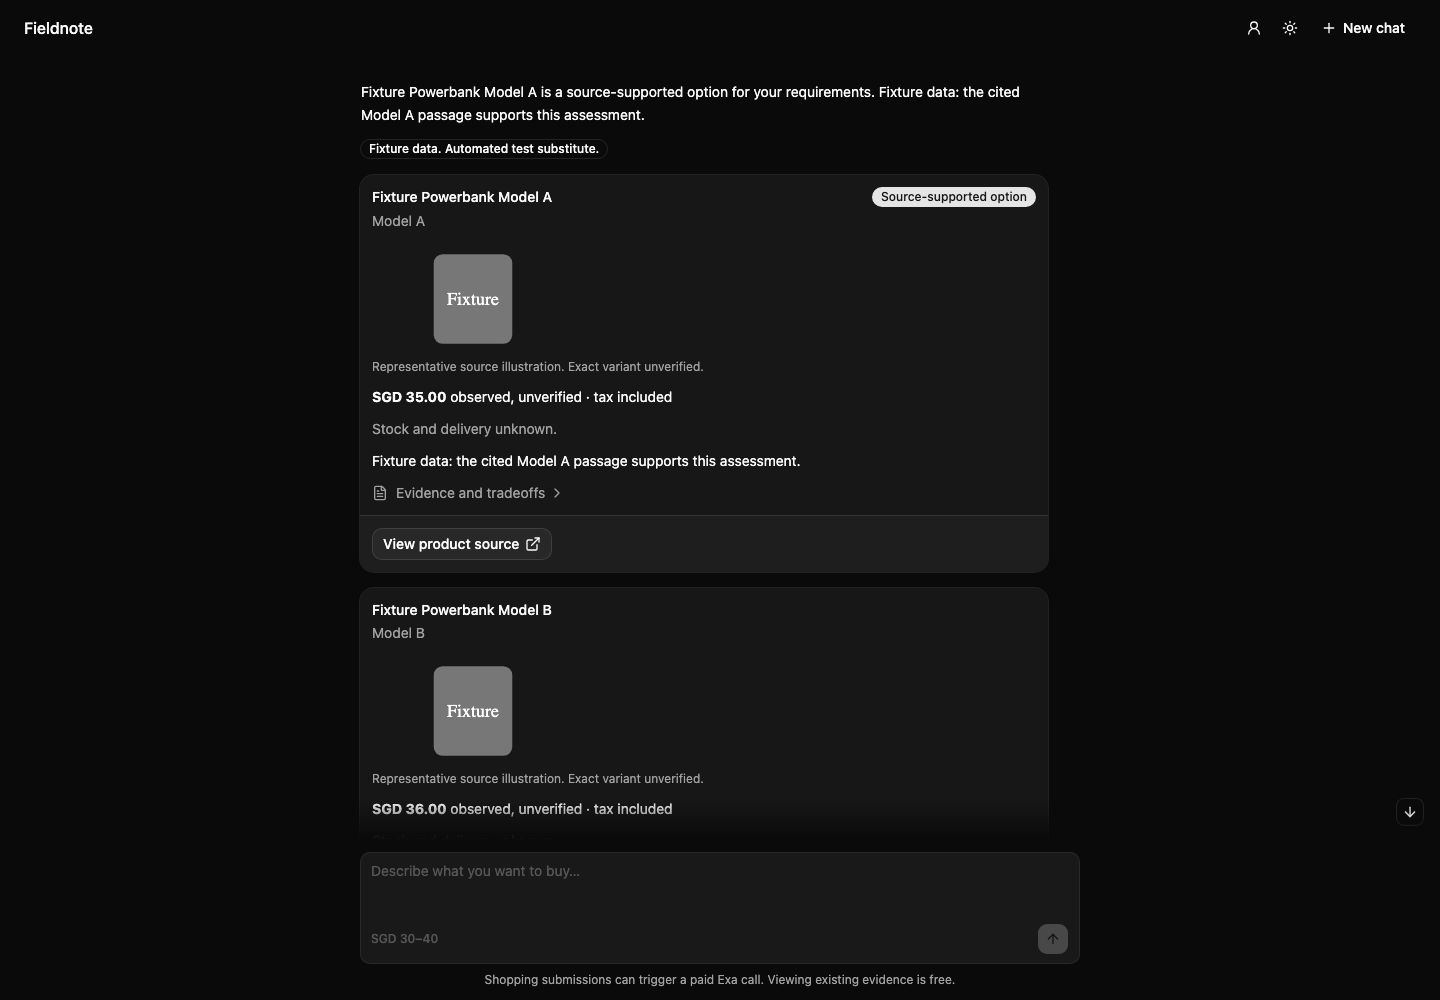 Fieldnote
New chat
Fixture Powerbank Model A is a source-supported option for your requirements. Fixture data: the cited
Model A passage supports this assessment.
Fixture data. Automated test substitute.
Fixture Powerbank Model A
Source-supported option
Model A
Fixture
Representative source illustration. Exact variant unverified.
SGD 35.00 observed, unverified · tax included
Stock and delivery unknown.
Fixture data: the cited Model A passage supports this assessment.
Evidence and tradeoffs
View product source
Fixture Powerbank Model B
Model B
Fixture
Representative source illustration. Exact variant unverified.
SGD 36.00 observed, unverified · tax included
Describe what you want to buy...
SGD 30–40
Shopping submissions can trigger a paid Exa call. Viewing existing evidence is free.